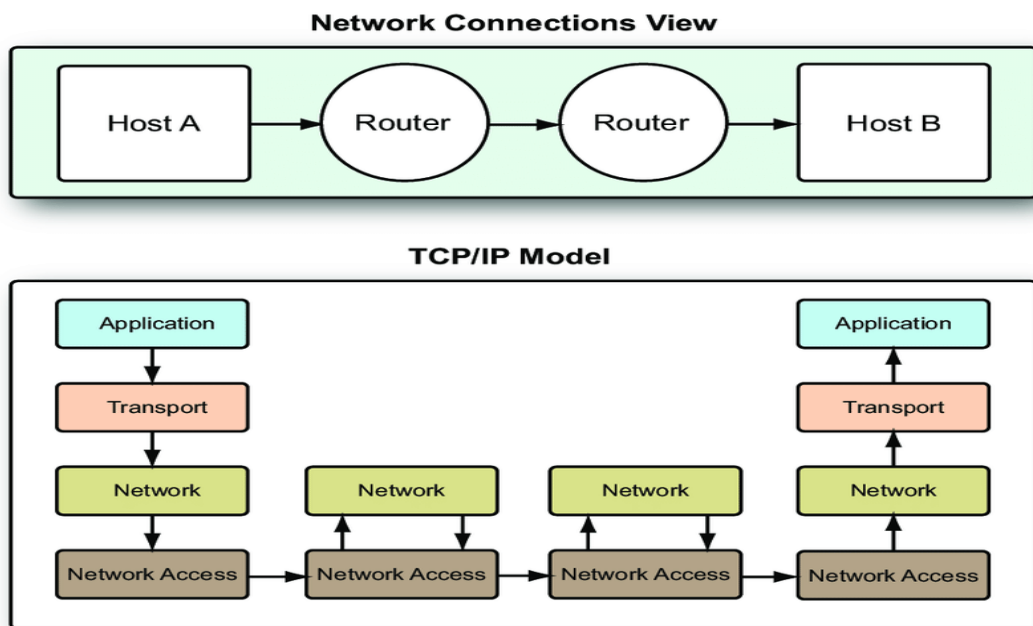 Network Connections View
Host A
Router
Router
Host B
TCP/IP Model
Application
Application
Transport
Transport
Network
Network
Network
Network
Network Access
Network Access
Network Access
Network Access